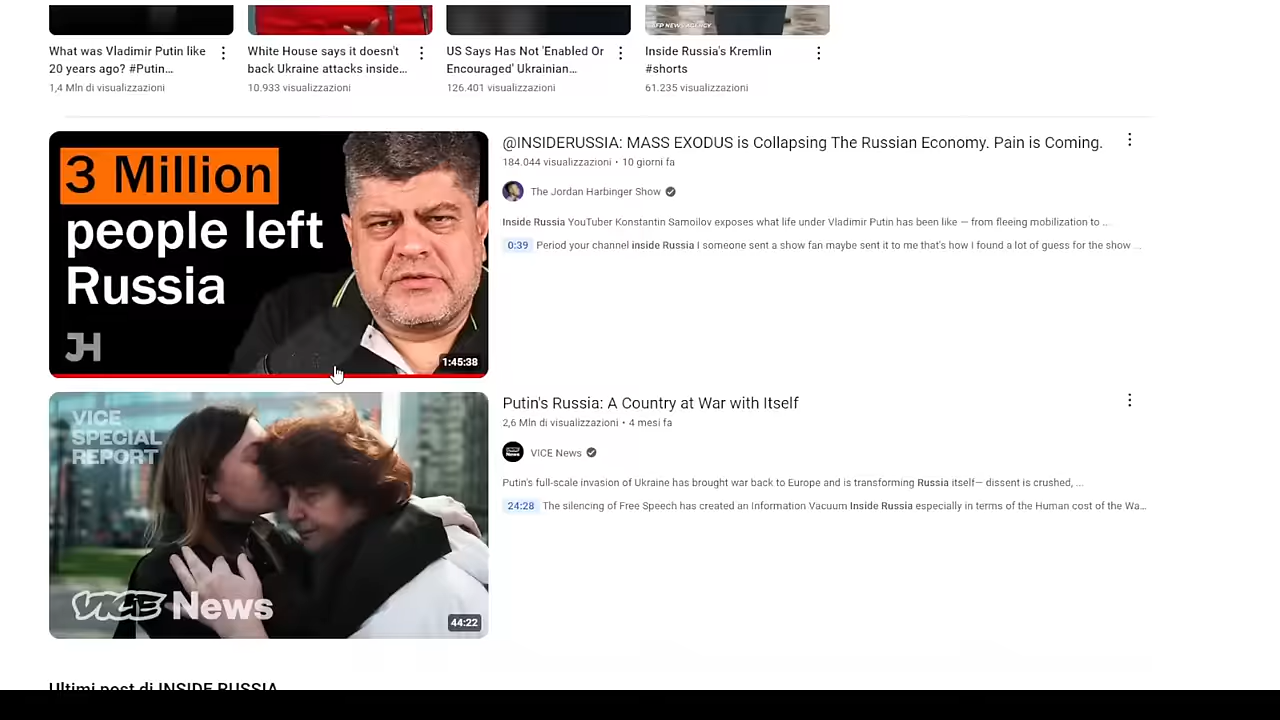 AFP NEWS AGENCY
What was Vladimir Putin like
20 years ago? #Putin...
1,4 Mln di visualizzazioni
White House says it doesn't
back Ukraine attacks inside...
10.933 visualizzazioni
US Says Has Not 'Enabled Or
Encouraged' Ukrainian...
126.401 visualizzazioni
Inside Russia's Kremlin
#shorts
61.235 visualizzazioni
3 Million
people left
Russia
JH
1:45:38
@INSIDERUSSIA: MASS EXODUS is Collapsing The Russian Economy. Pain is Coming.
184.044 visualizzazioni • 10 giorni fa
The Jordan Harbinger Show
Inside Russia YouTuber Konstantin Samoilov exposes what life under Vladimir Putin has been like — from fleeing mobilization to ...
0:39 Period your channel inside Russia I someone sent a show fan maybe sent it to me that's how I found a lot of guess for the show ...
VICE
SPECIAL
REPORT
VICE News
44:22
Putin's Russia: A Country at War with Itself
2,6 Mln di visualizzazioni • 4 mesi fa
VICE News
Putin's full-scale invasion of Ukraine has brought war back to Europe and is transforming Russia itself— dissent is crushed, ...
24:28 The silencing of Free Speech has created an Information Vacuum Inside Russia especially in terms of the Human cost of the Wa...
Ultimi post di INSIDE RUSSIA